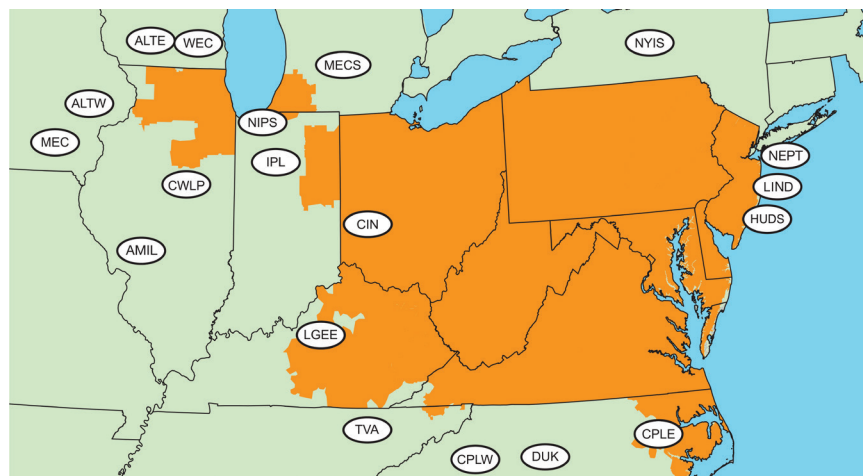 ALTE
WEC
NYIS
MECS
ALTW
NIPS
MEC
IPL
NEPT
CWLP
LIND
HUDS
CIN
AMIL
LGEE
TVA
CPLE
CPLW
DUK